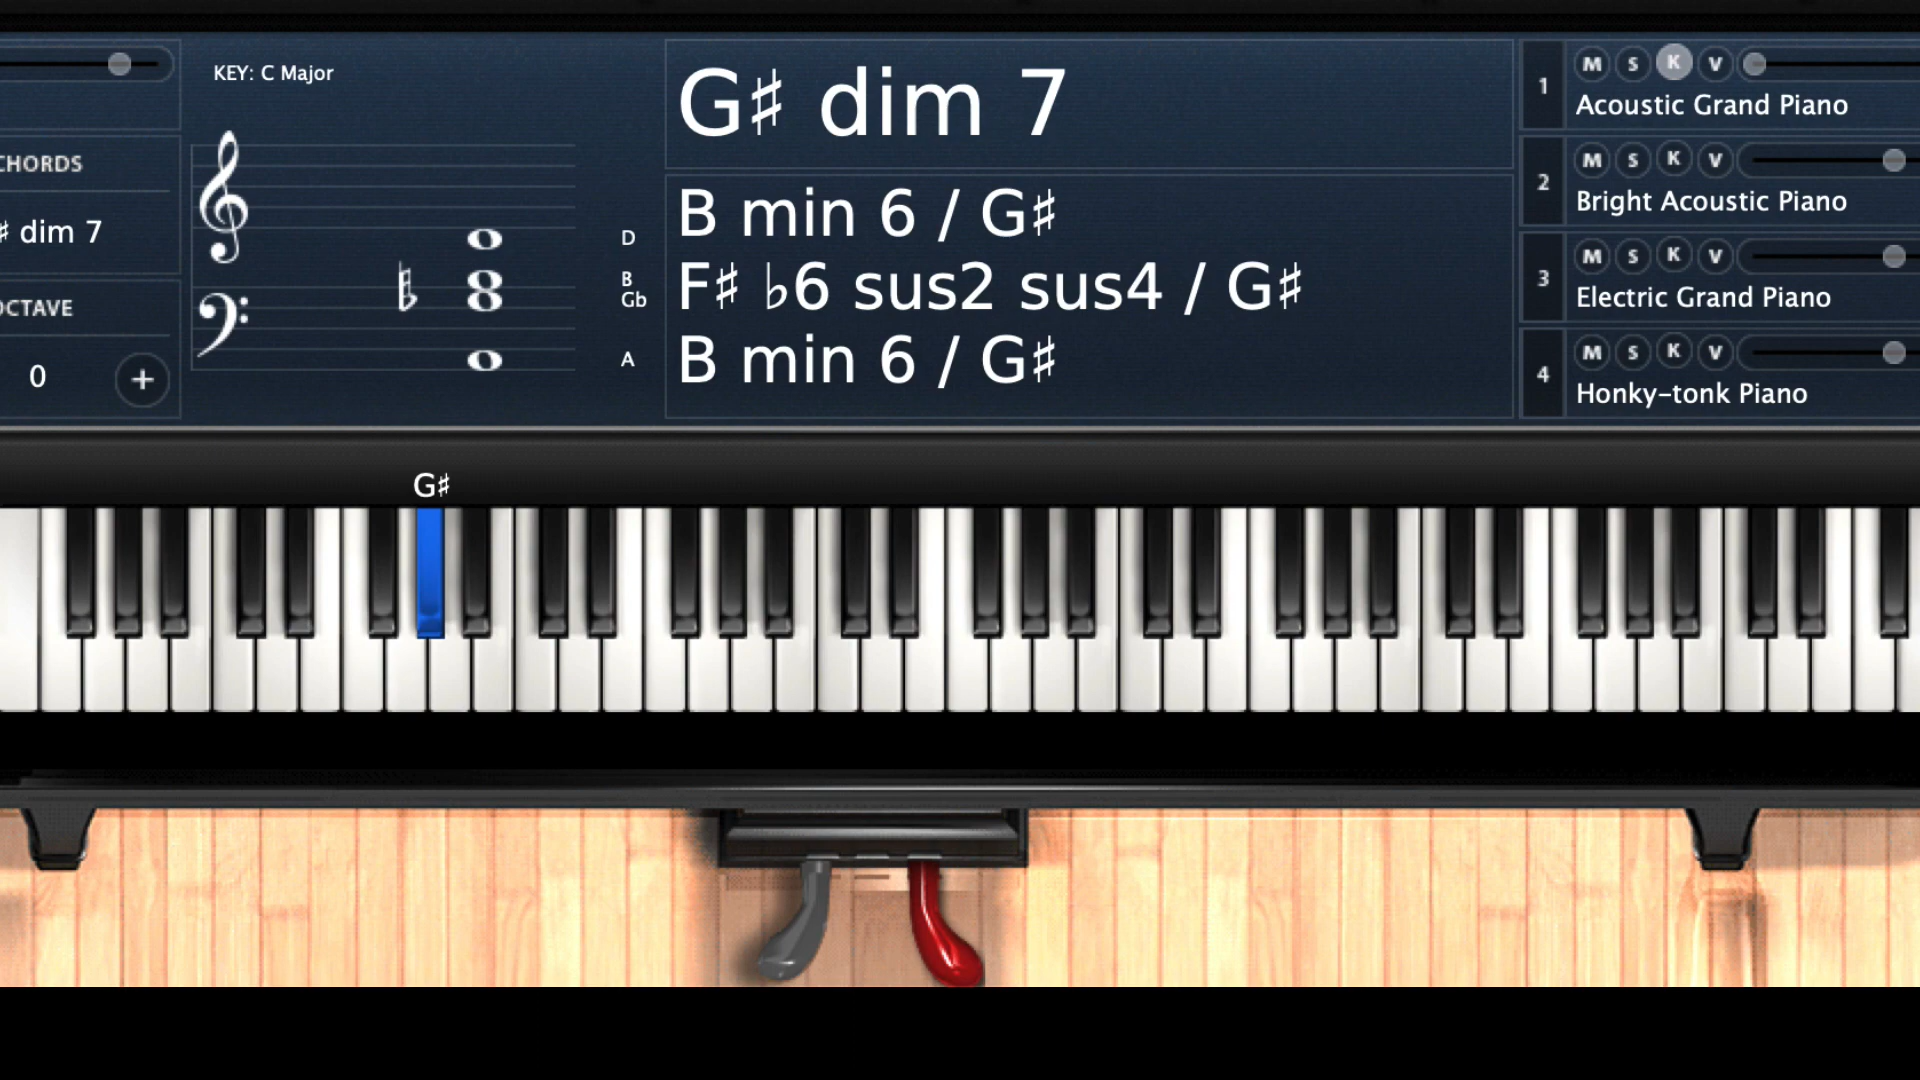 KEY: C Major
CHORDS
♯ dim 7
OCTAVE
0
+
D
B
Gb
A
G♯ dim 7
B min 6 / G♯
F♯ ♭6 sus2 sus4 / G♯
B min 6 / G♯
1
M S K V
Acoustic Grand Piano
2
M S K V
Bright Acoustic Piano
3
M S K V
Electric Grand Piano
4
M S K V
Honky-tonk Piano
G♯